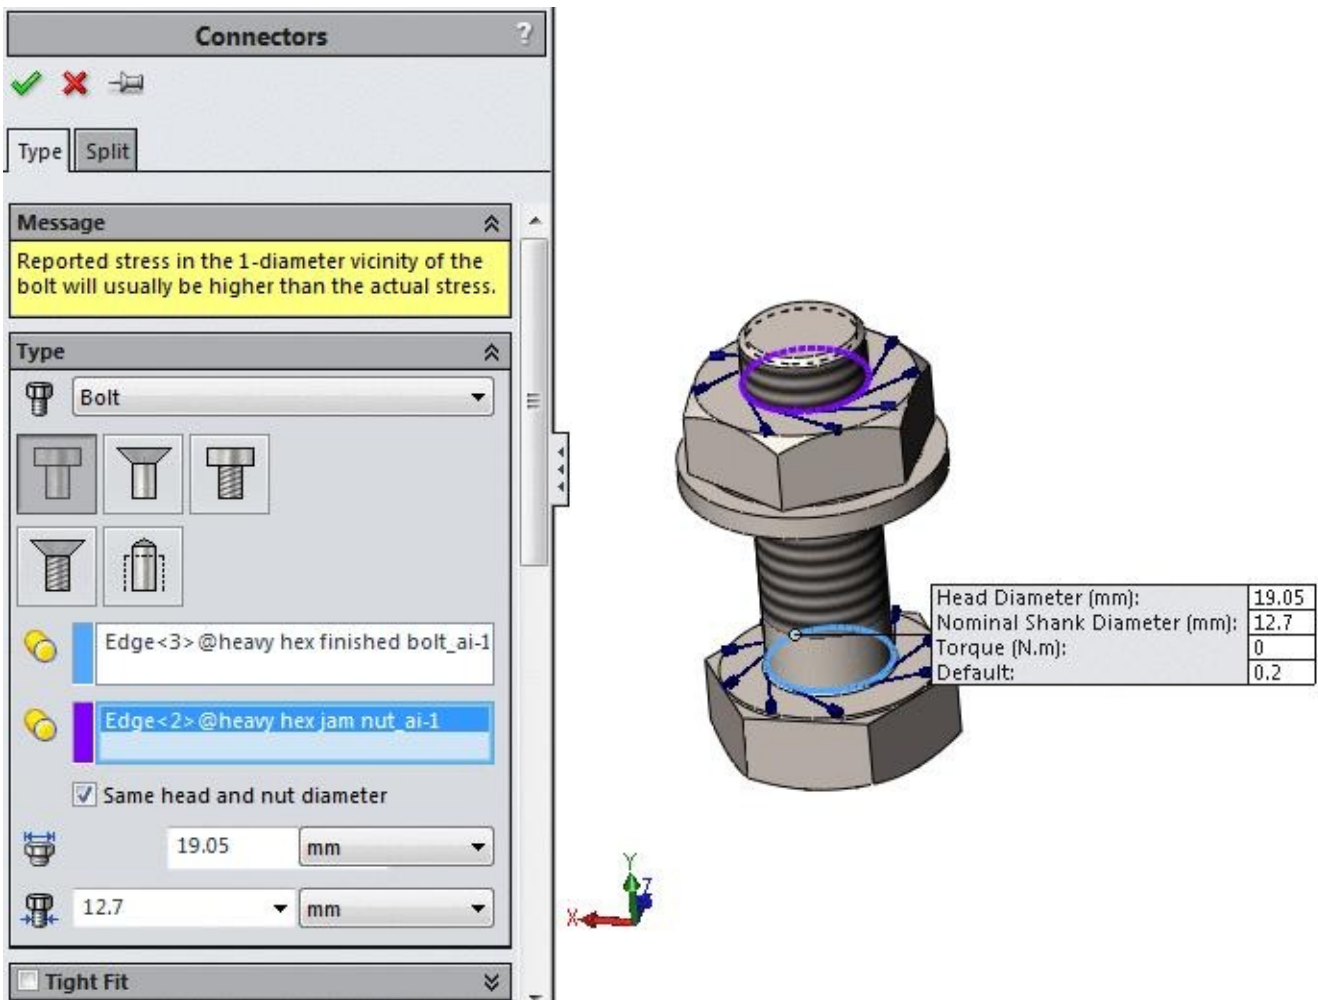 Connectors
?
Type
Split
Message
Reported stress in the 1-diameter vicinity of the
bolt will usually be higher than the actual stress.
Type
Bolt
Edge<3>@heavy hex finished bolt_ai-1
Edge<2>@heavy hex jam nut_ai-1
Same head and nut diameter
19.05 mm
12.7 mm
Tight Fit
Head Diameter (mm): 19.05
Nominal Shank Diameter (mm): 12.7
Torque (N.m): 0
Default: 0.2
Y
Z
X